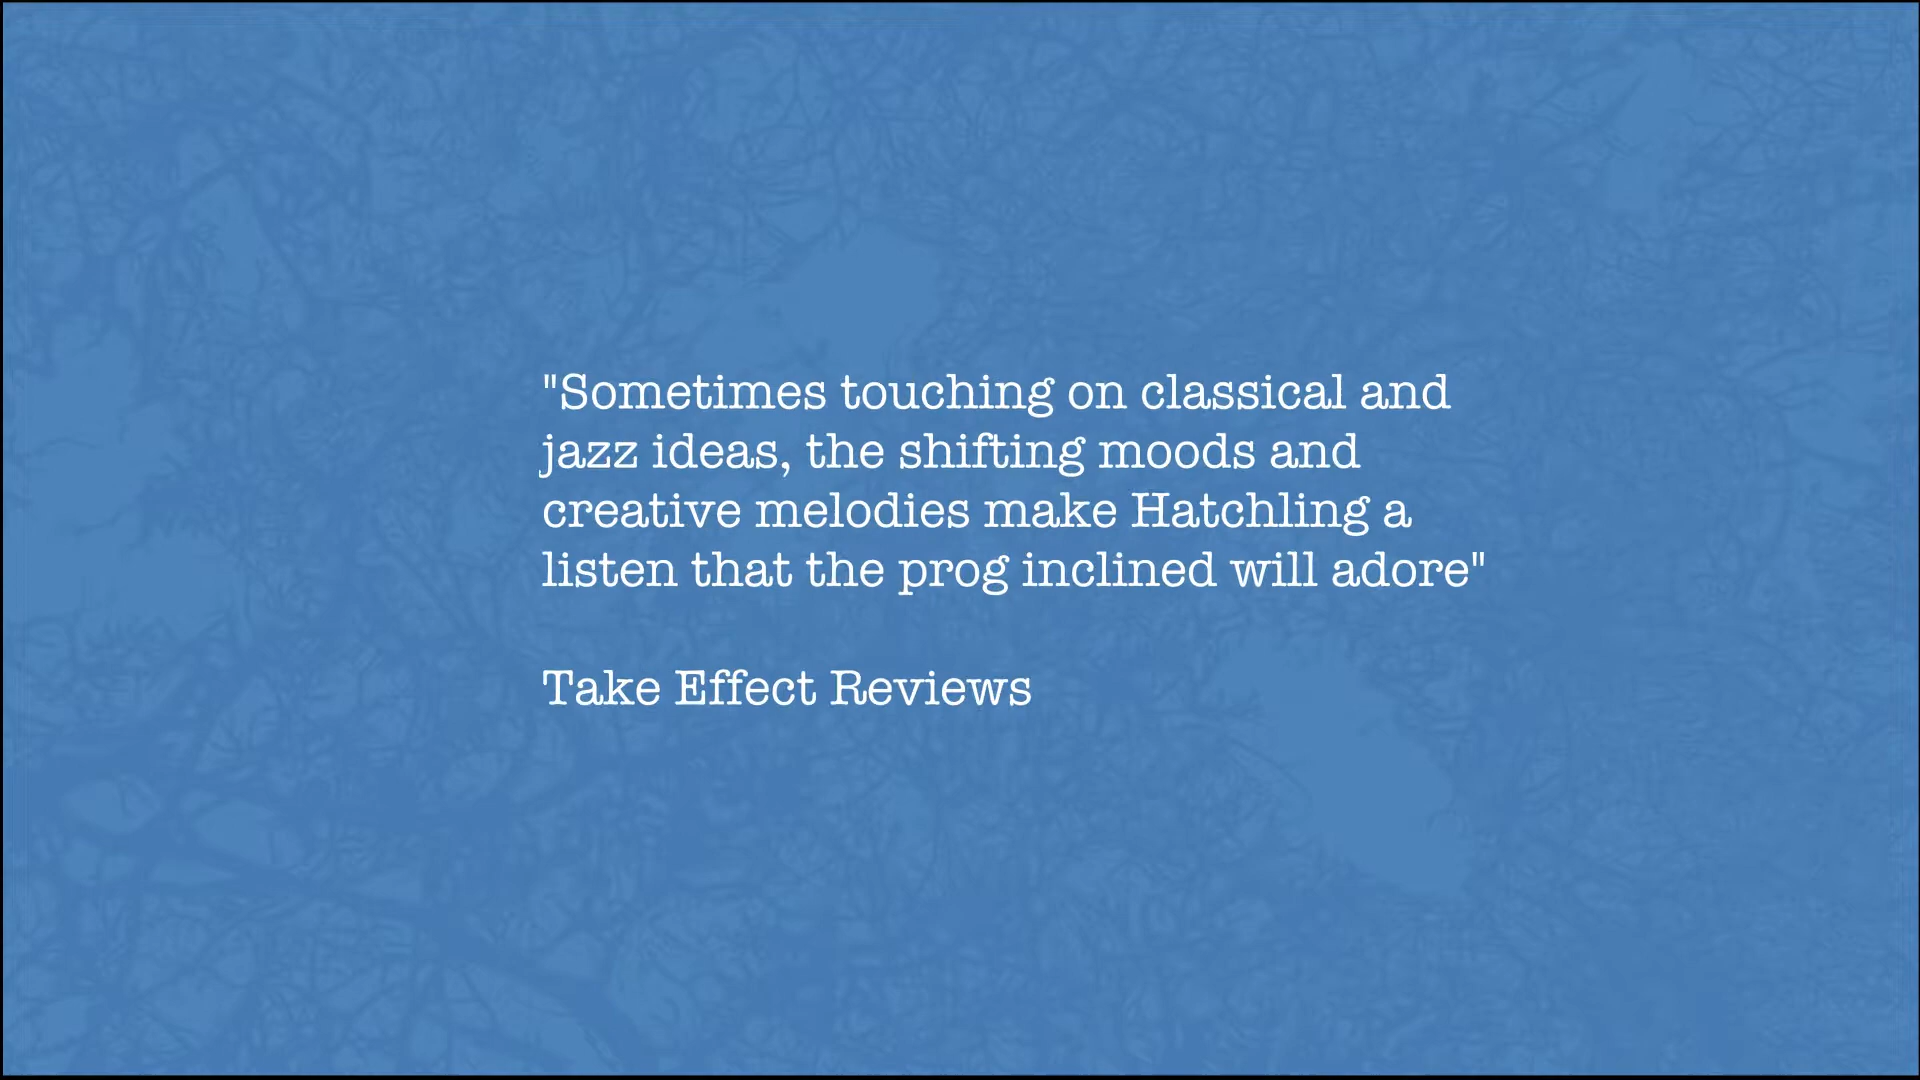 "Sometimes touching on classical and
jazz ideas, the shifting moods and
creative melodies make Hatchling a
listen that the prog inclined will adore"
Take Effect Reviews